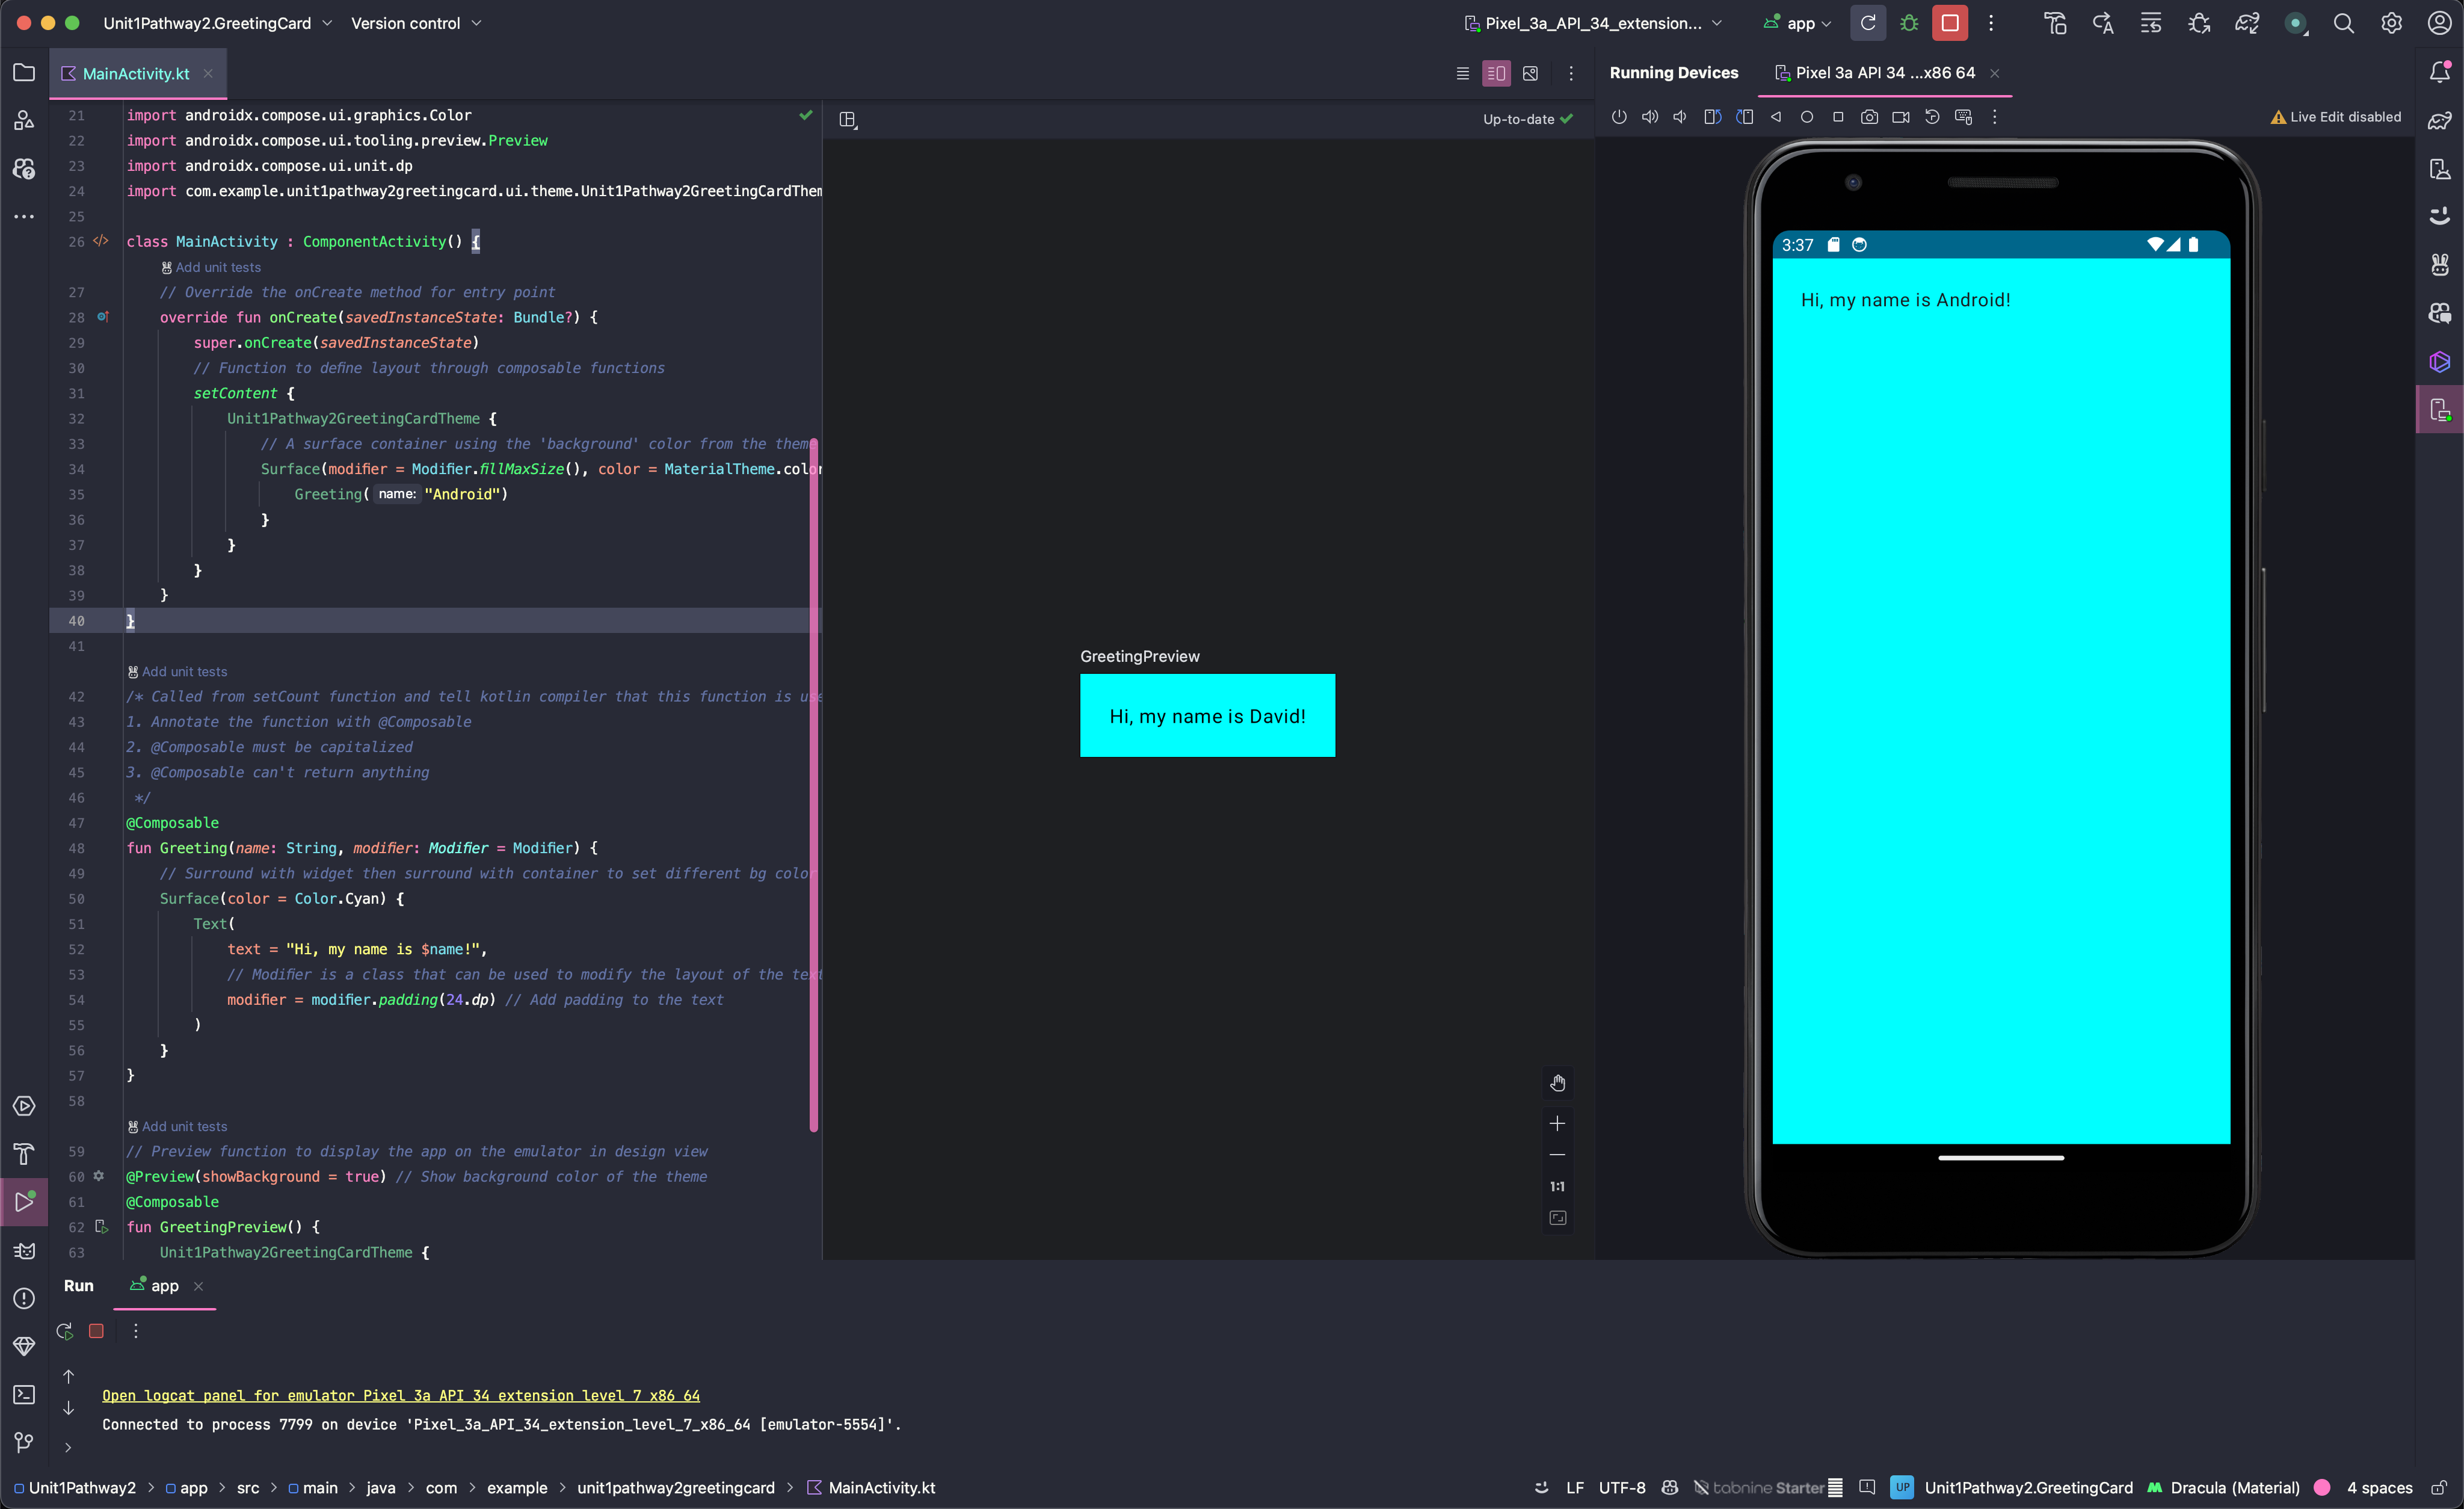 Unit1Pathway2.GreetingCard Version control Pixel_3a_API_34_extension... app
MainActivity.kt
21 import androidx.compose.ui.graphics.Color
22 import androidx.compose.ui.tooling.preview.Preview
23 import androidx.compose.ui.unit.dp
24 import com.example.unit1pathway2greetingcard.ui.theme.Unit1Pathway2GreetingCardThem
25
26 class MainActivity : ComponentActivity() {
Add unit tests
27 // Override the onCreate method for entry point
28 override fun onCreate(savedInstanceState: Bundle?) {
29 super.onCreate(savedInstanceState)
30 // Function to define layout through composable functions
31 setContent {
32 Unit1Pathway2GreetingCardTheme {
33 // A surface container using the 'background' color from the theme
34 Surface(modifier = Modifier.fillMaxSize(), color = MaterialTheme.color
35 Greeting( name: "Android")
36 }
37 }
38 }
39 }
40 }
41
Add unit tests
42 /* Called from setCount function and tell kotlin compiler that this function is use
43 1. Annotate the function with @Composable
44 2. @Composable must be capitalized
45 3. @Composable can't return anything
46 */
47 @Composable
48 fun Greeting(name: String, modifier: Modifier = Modifier) {
49 // Surround with widget then surround with container to set different bg color
50 Surface(color = Color.Cyan) {
51 Text(
52 text = "Hi, my name is $name!",
53 // Modifier is a class that can be used to modify the layout of the text
54 modifier = modifier.padding(24.dp) // Add padding to the text
55 )
56 }
57 }
58
Add unit tests
59 // Preview function to display the app on the emulator in design view
60 @Preview(showBackground = true) // Show background color of the theme
61 @Composable
62 fun GreetingPreview() {
63 Unit1Pathway2GreetingCardTheme {
Up-to-date
GreetingPreview
Hi, my name is David!
1:1
Running Devices Pixel 3a API 34 ...x86 64
Live Edit disabled
3:37
Hi, my name is Android!
Run app
Open logcat panel for emulator Pixel 3a API 34 extension level 7 x86 64
Connected to process 7799 on device 'Pixel_3a_API_34_extension_level_7_x86_64 [emulator-5554]'.
Unit1Pathway2 > app > src > main > java > com > example > unit1pathway2greetingcard > MainActivity.kt
LF UTF-8 tabnine Starter UP Unit1Pathway2.GreetingCard Dracula (Material) 4 spaces